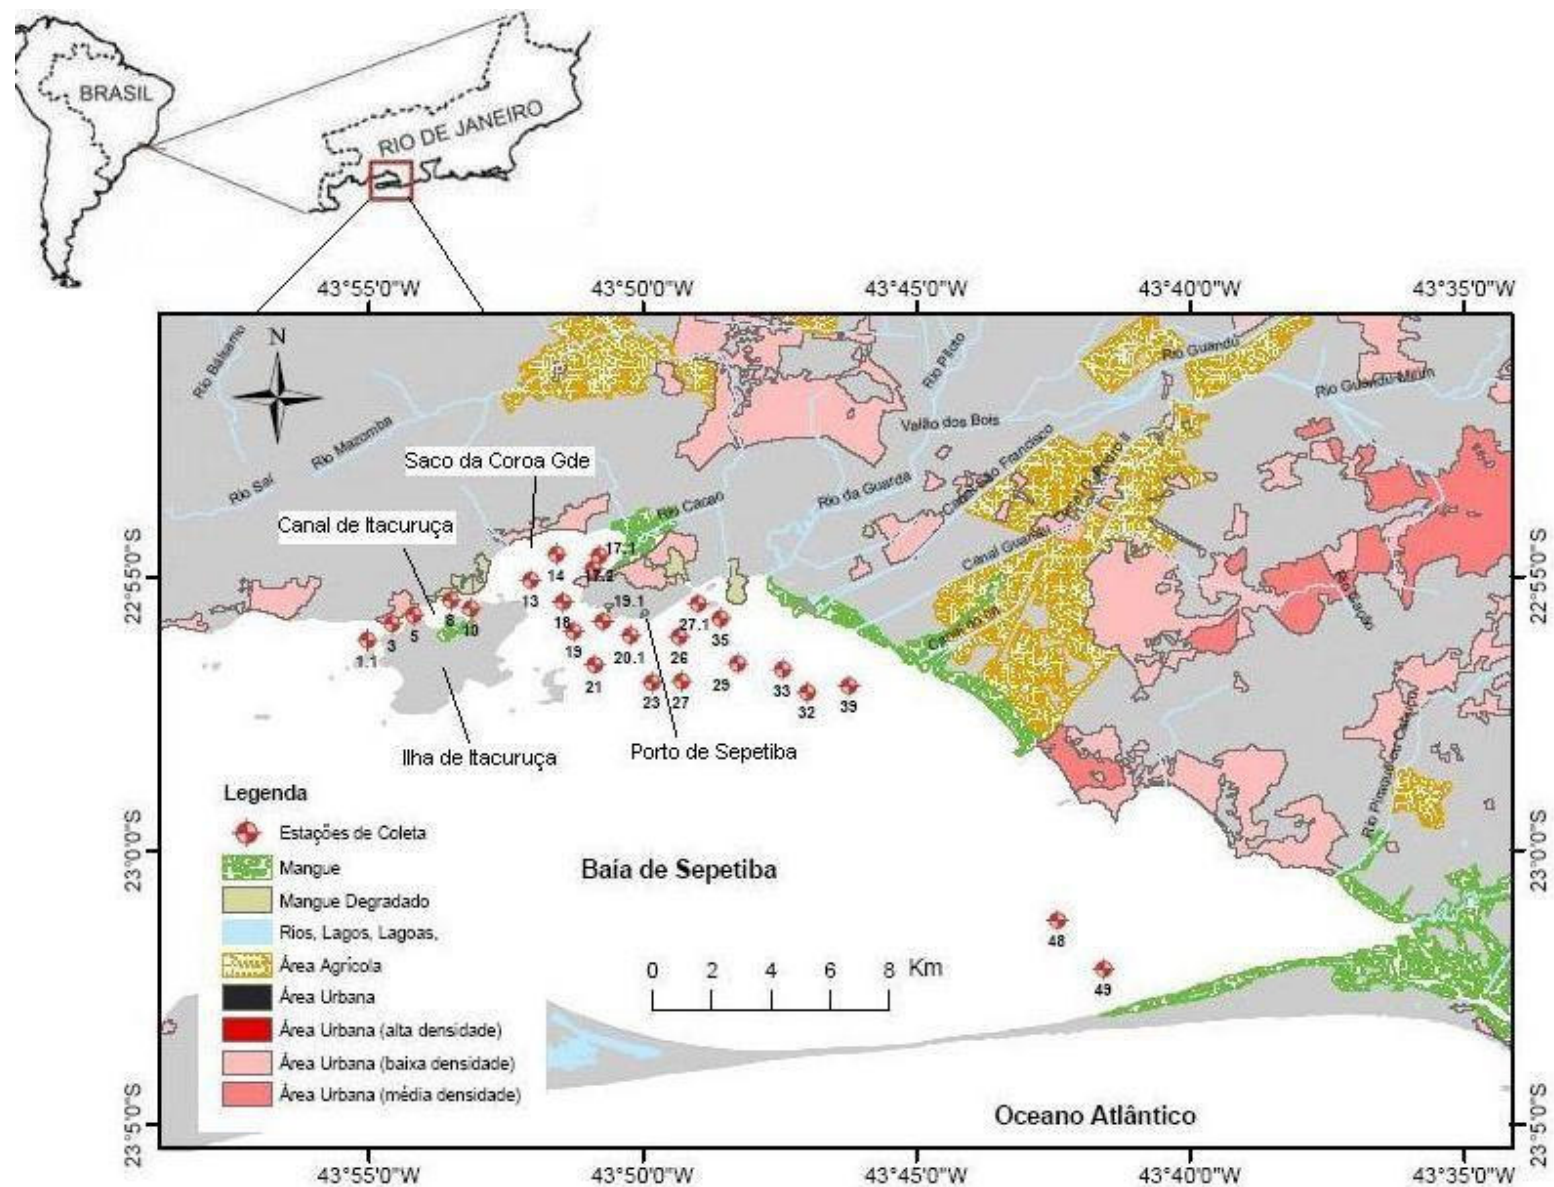 BRASIL
RIO DE JANEIRO
43°55'0"W 43°50'0"W 43°45'0"W 43°40'0"W 43°35'0"W
N
Rio Bálsamo
Rio Piloto
Rio Guandú
Rio Guandu-Mirim
Rio Mazomba
Valão dos Bois
Saco da Coroa Gde
Rio Saí
Rio da Guarda
Canal São Francisco
Rio Cacao
Canal de Itacuruça
Canal Guandu
22°55'0"S
22°55'0"S
17.1
14
17.2
13
19.1
8
10
5
3
1.1
18
19
20.1
27.1
26
35
21
23
27
29
33
32
39
Ilha de Itacuruça
Porto de Sepetiba
Legenda
Estações de Coleta
Mangue
Mangue Degradado
Rios, Lagos, Lagoas,
Área Agrícola
Área Urbana
Área Urbana (alta densidade)
Área Urbana (baixa densidade)
Área Urbana (média densidade)
Baía de Sepetiba
23°0'0"S
23°0'0"S
48
49
0 2 4 6 8 Km
Oceano Atlântico
23°5'0"S
23°5'0"S
43°55'0"W 43°50'0"W 43°45'0"W 43°40'0"W 43°35'0"W